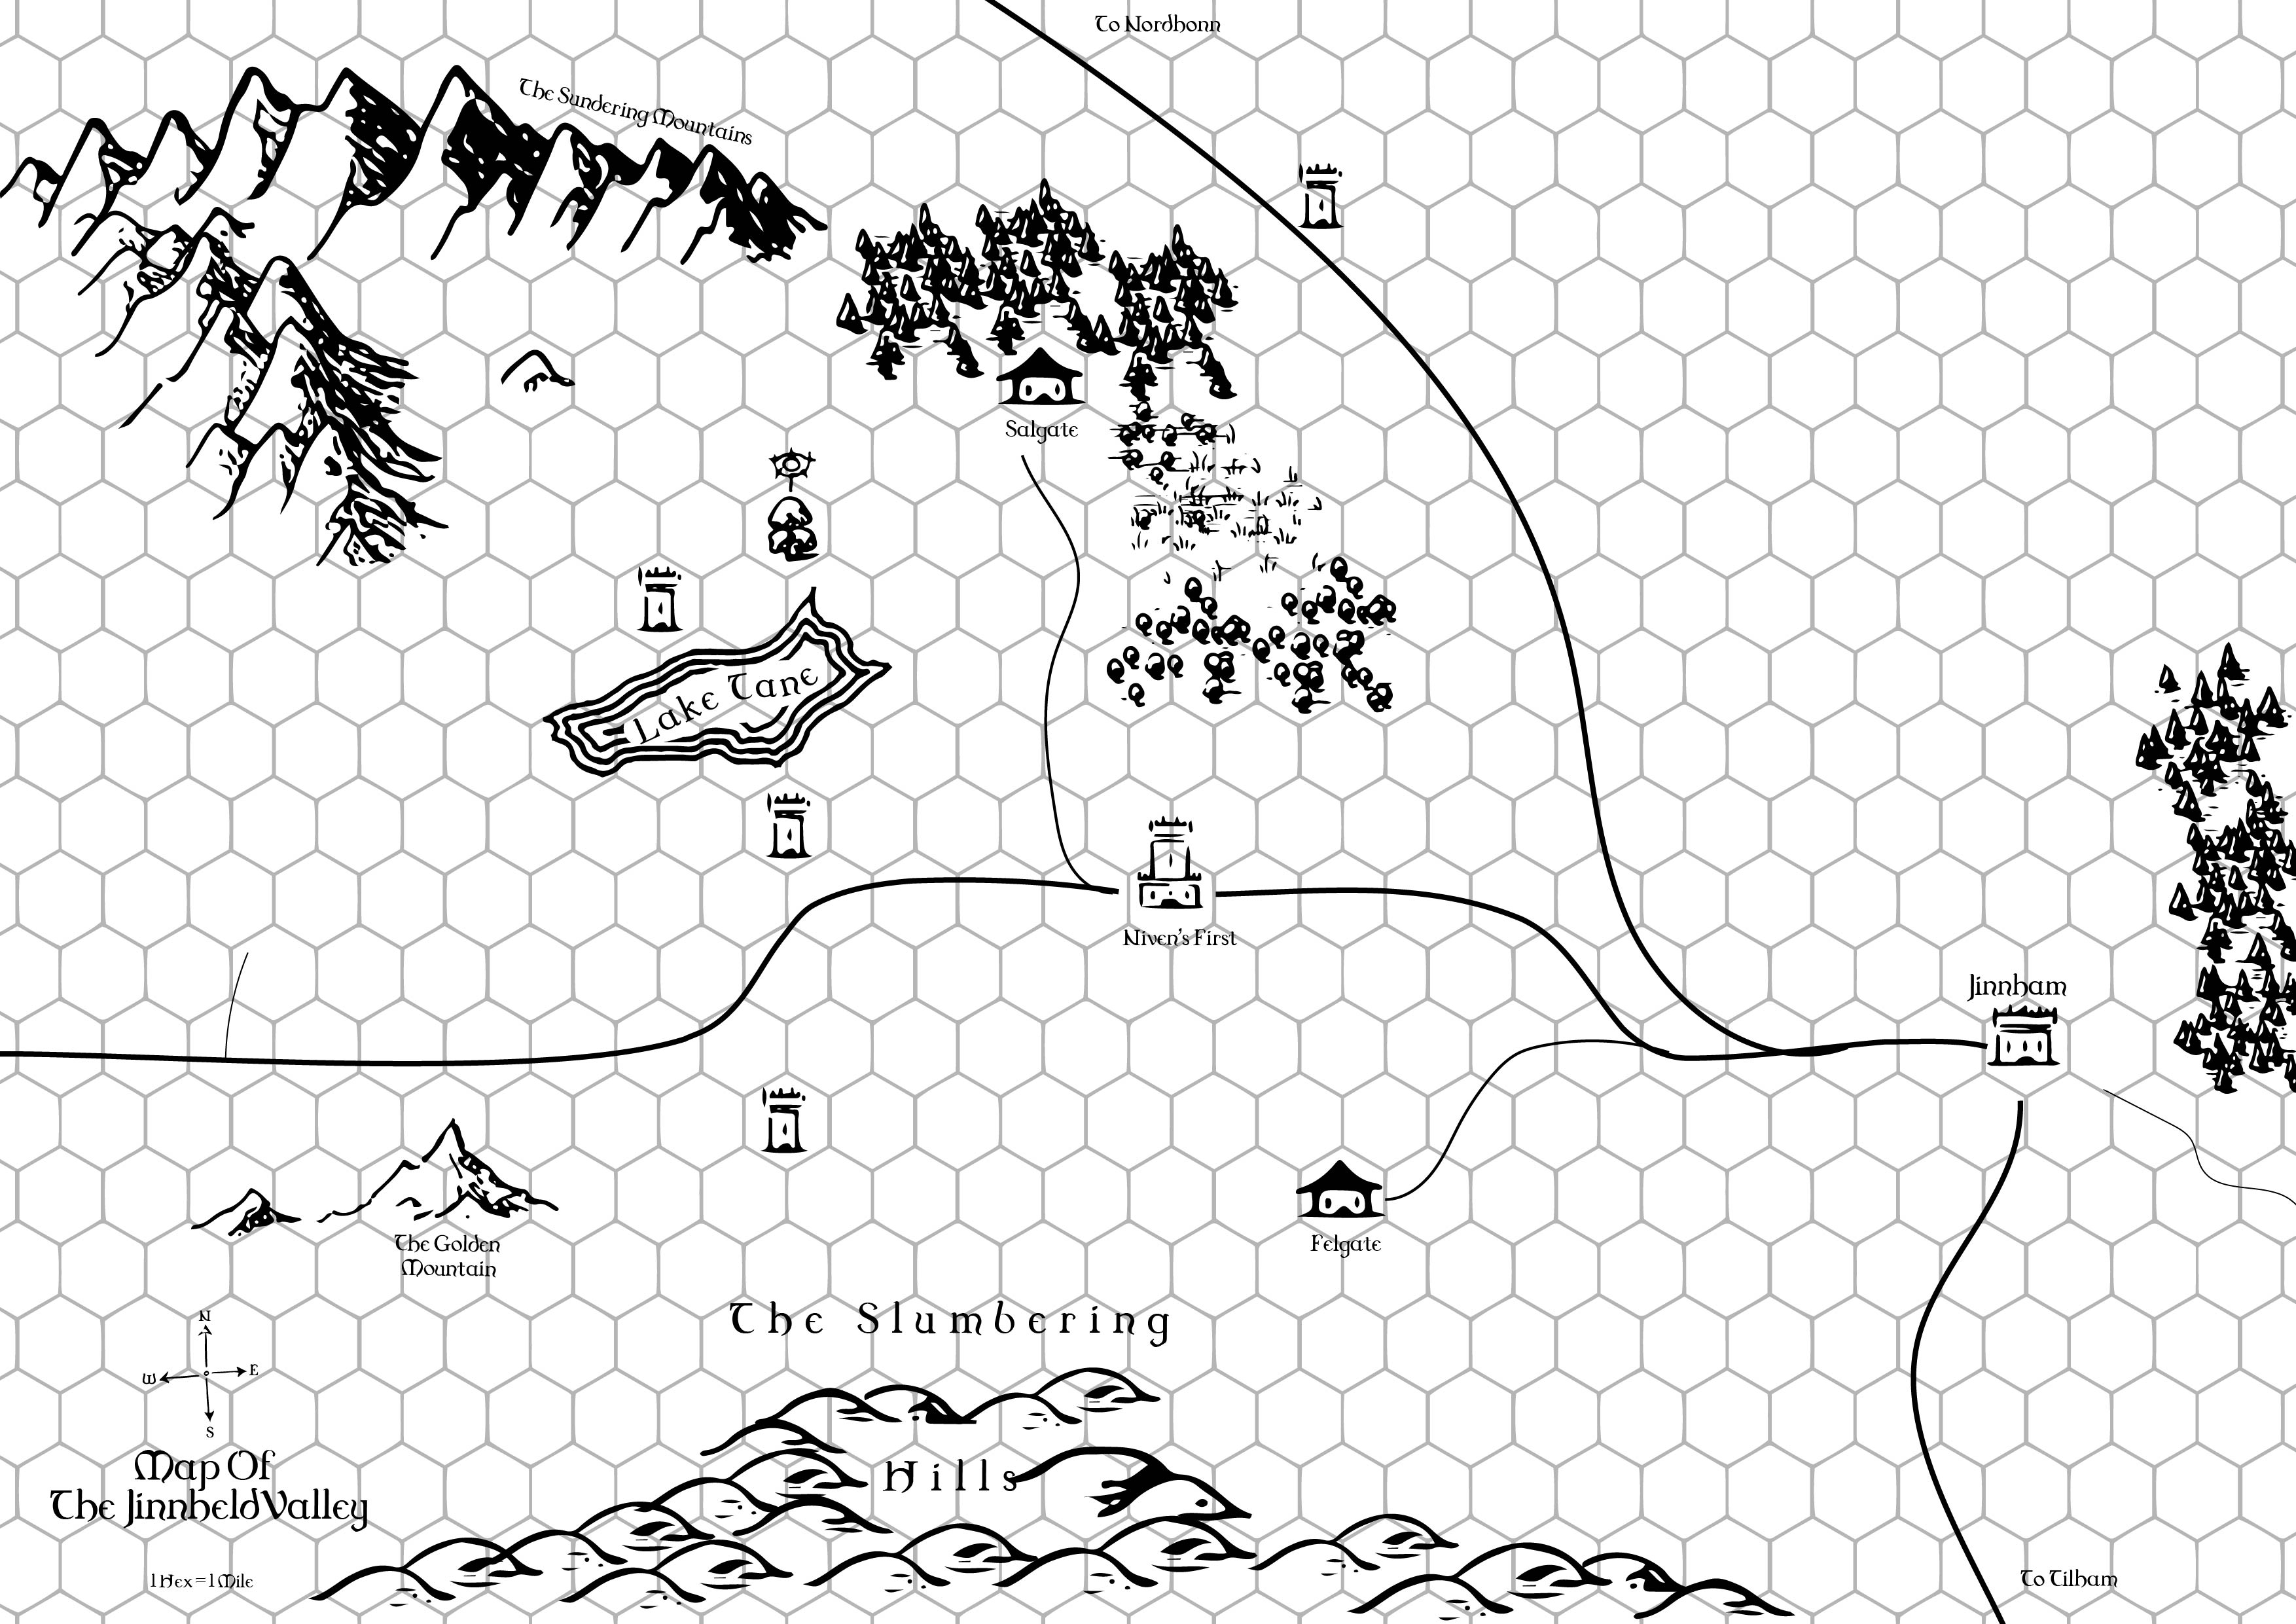 To Nordhonn
The Sundering Mountains
Salgate
Lake Tane
Niven's First
Jinnham
Felgate
The Golden
Mountain
The Slumbering
Hills
N
W E
S
Map Of
The Jinnheld Valley
1 Hex = 1 Mile
To Tilham